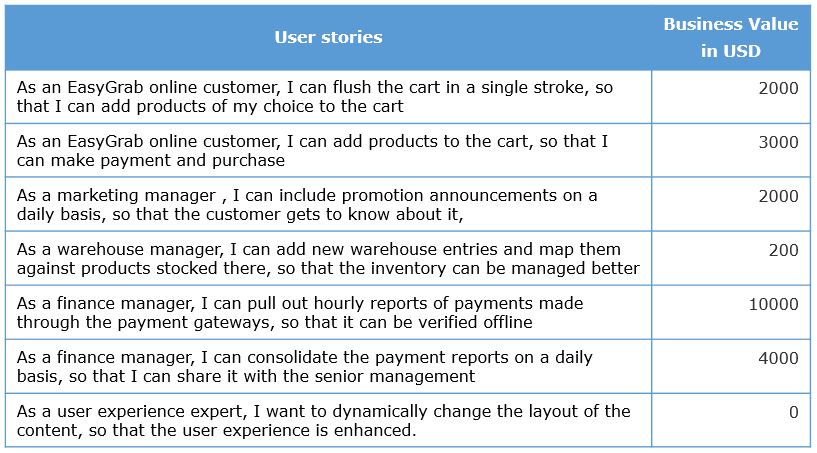 User stories
Business Value
in USD
As an EasyGrab online customer, I can flush the cart in a single stroke, so
that I can add products of my choice to the cart
2000
As an EasyGrab online customer, I can add products to the cart, so that I
can make payment and purchase
3000
As a marketing manager , I can include promotion announcements on a
daily basis, so that the customer gets to know about it,
2000
As a warehouse manager, I can add new warehouse entries and map them
against products stocked there, so that the inventory can be managed better
200
As a finance manager, I can pull out hourly reports of payments made
through the payment gateways, so that it can be verified offline
10000
As a finance manager, I can consolidate the payment reports on a daily
basis, so that I can share it with the senior management
4000
As a user experience expert, I want to dynamically change the layout of the
content, so that the user experience is enhanced.
0